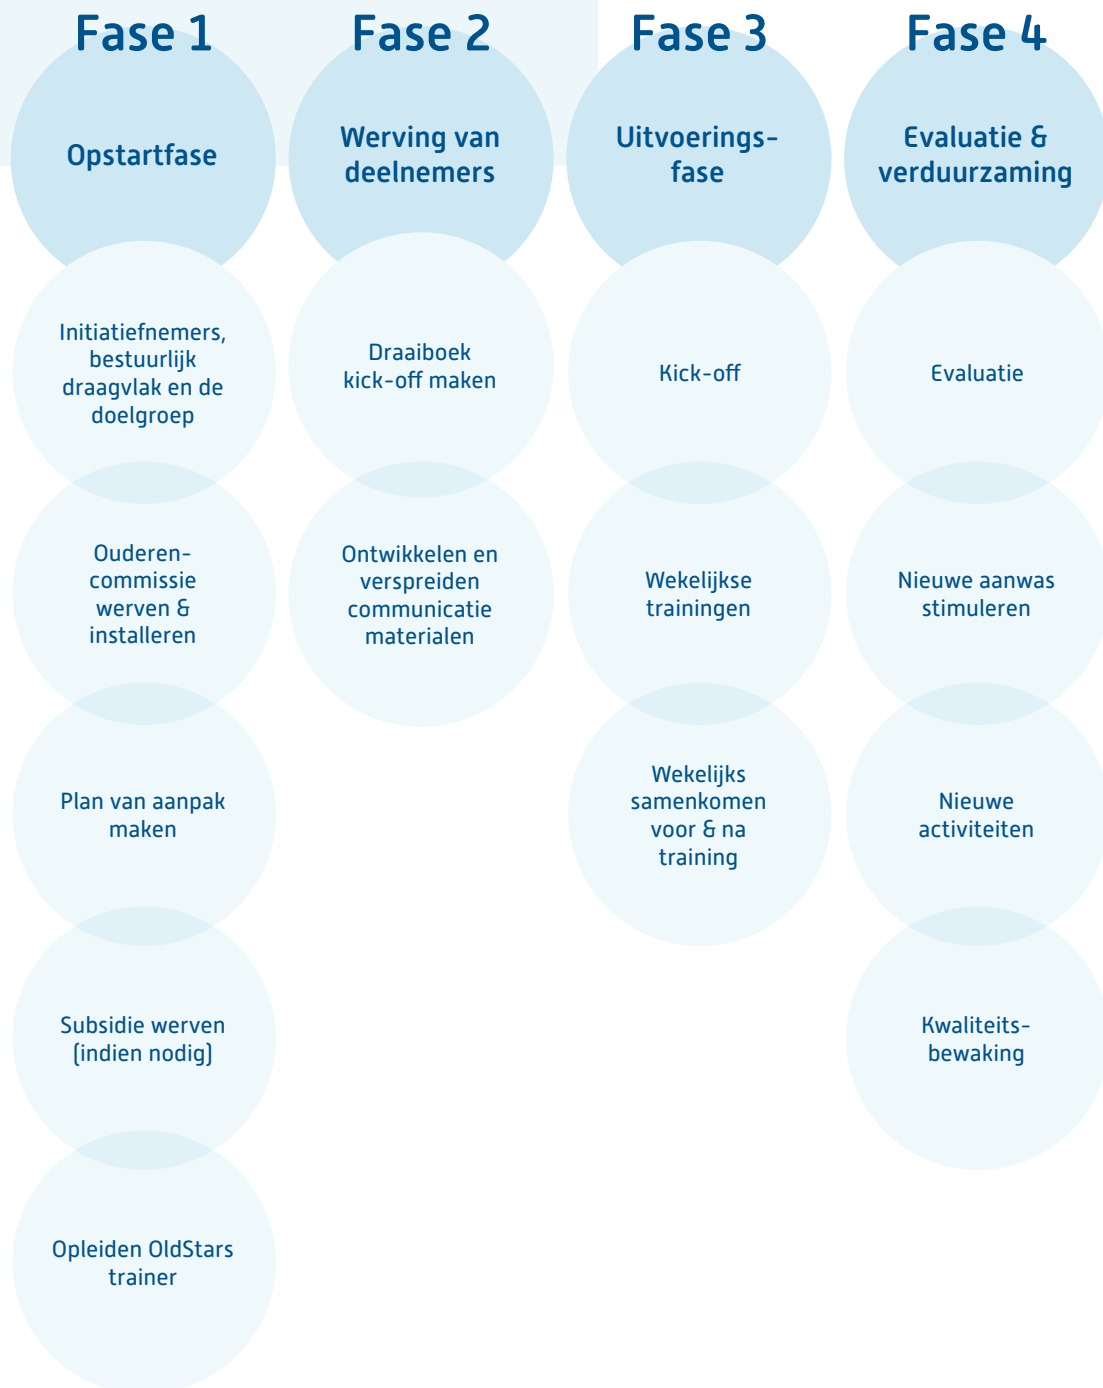 Fase 1
Opstartfase
Initiatiefnemers,
bestuurlijk
draagvlak en de
doelgroep
Ouderen-
commissie
werven &
installeren
Plan van aanpak
maken
Subsidie werven
(indien nodig)
Opleiden OldStars
trainer
Fase 2
Werving van
deelnemers
Draaiboek
kick-off maken
Ontwikkelen en
verspreiden
communicatie
materialen
Fase 3
Uitvoerings-
fase
Kick-off
Wekelijkse
trainingen
Wekelijks
samenkomen
voor & na
training
Fase 4
Evaluatie &
verduurzaming
Evaluatie
Nieuwe aanwas
stimuleren
Nieuwe
activiteiten
Kwaliteits-
bewaking